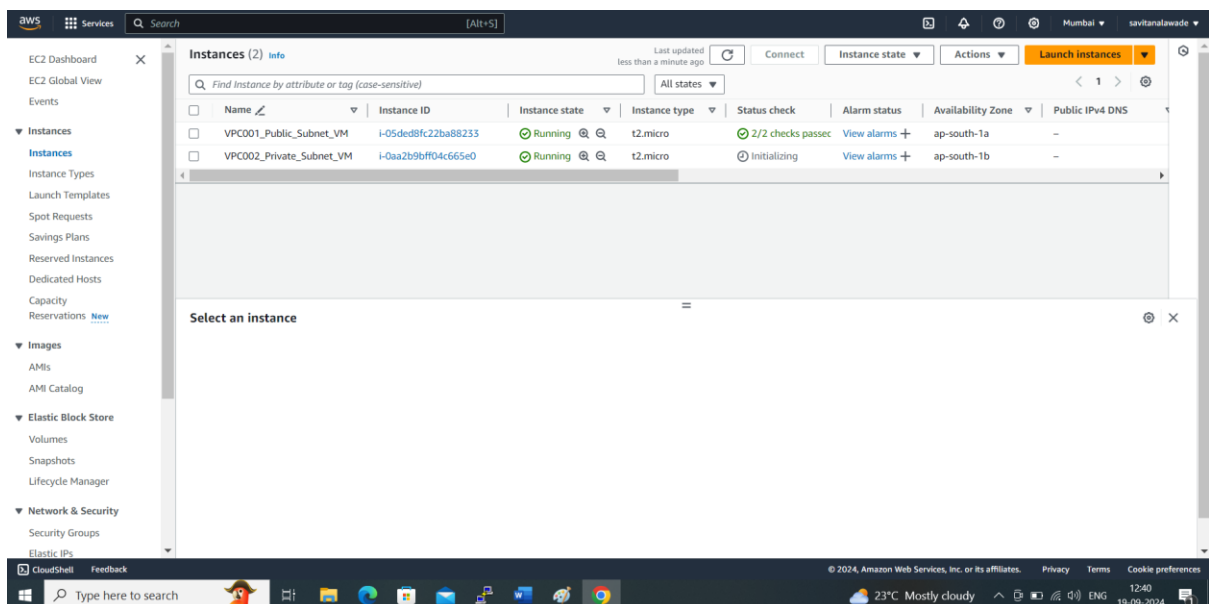 aws Services Search [Alt+S] Mumbai savitanalawade
EC2 Dashboard
EC2 Global View
Events
Instances
Instances
Instance Types
Launch Templates
Spot Requests
Savings Plans
Reserved Instances
Dedicated Hosts
Capacity
Reservations New
Images
AMIs
AMI Catalog
Elastic Block Store
Volumes
Snapshots
Lifecycle Manager
Network & Security
Security Groups
Elastic IPs
Instances (2) Info
Last updated
less than a minute ago
Connect Instance state Actions Launch instances
Find Instance by attribute or tag (case-sensitive) All states 1
Name Instance ID Instance state Instance type Status check Alarm status Availability Zone Public IPv4 DNS
VPC001_Public_Subnet_VM i-05ded8fc22ba88233 Running t2.micro 2/2 checks passec View alarms + ap-south-1a –
VPC002_Private_Subnet_VM i-0aa2b9bff04c665e0 Running t2.micro Initializing View alarms + ap-south-1b –
Select an instance
CloudShell Feedback © 2024, Amazon Web Services, Inc. or its affiliates. Privacy Terms Cookie preferences
Type here to search 23°C Mostly cloudy ENG 12:40
19-09-2024